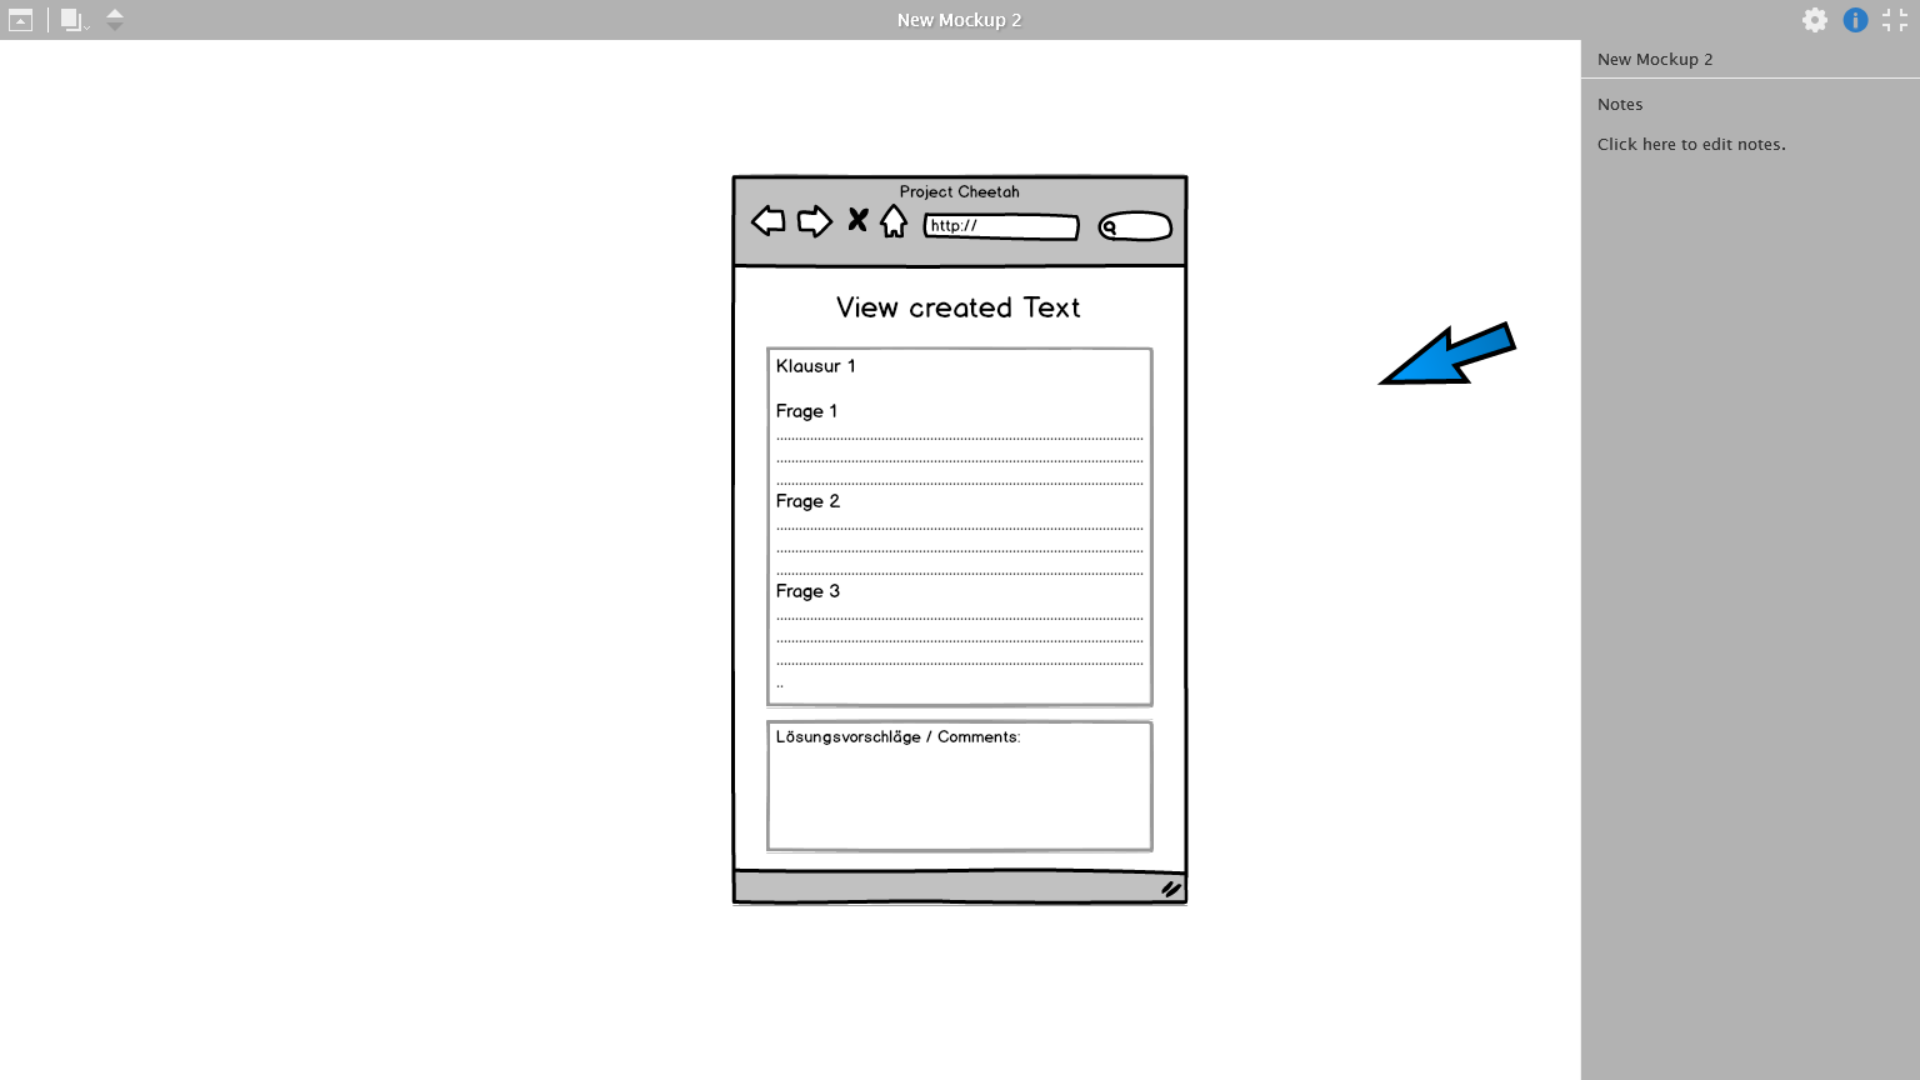 New Mockup 2
New Mockup 2
Notes
Click here to edit notes.
Project Cheetah
http://
View created Text
Klausur 1
Frage 1
Frage 2
Frage 3
..
Lösungsvorschläge / Comments: